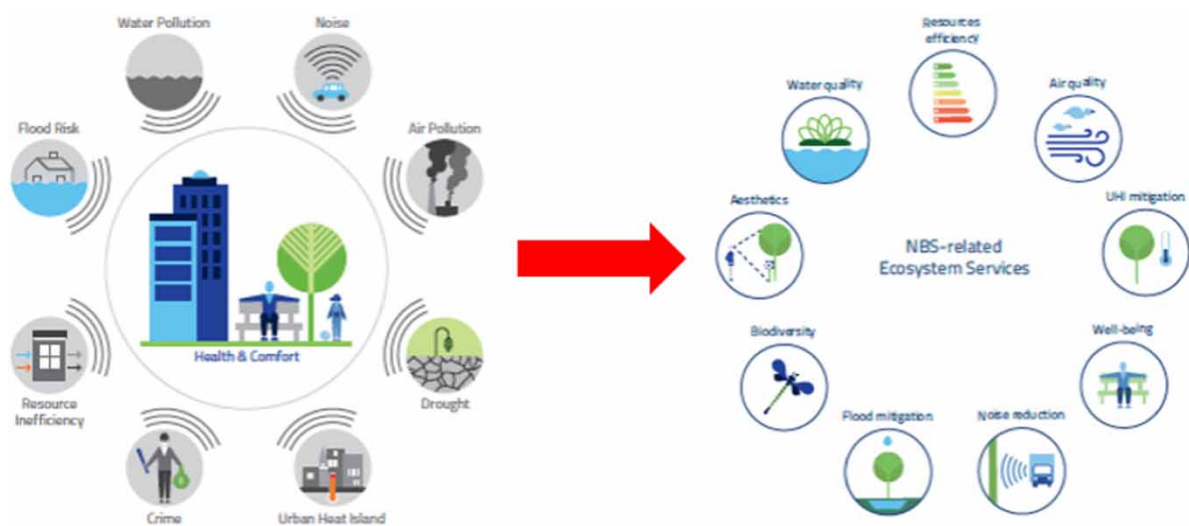 Water Pollution
Noise
Flood Risk
Air Pollution
Health & Comfort
Resource
Inefficiency
Drought
Crime
Urban Heat Island
Resources
efficiency
Water quality
Air quality
Aesthetics
UHI mitigation
NBS-related
Ecosystem Services
Biodiversity
Well-being
Flood mitigation
Noise reduction